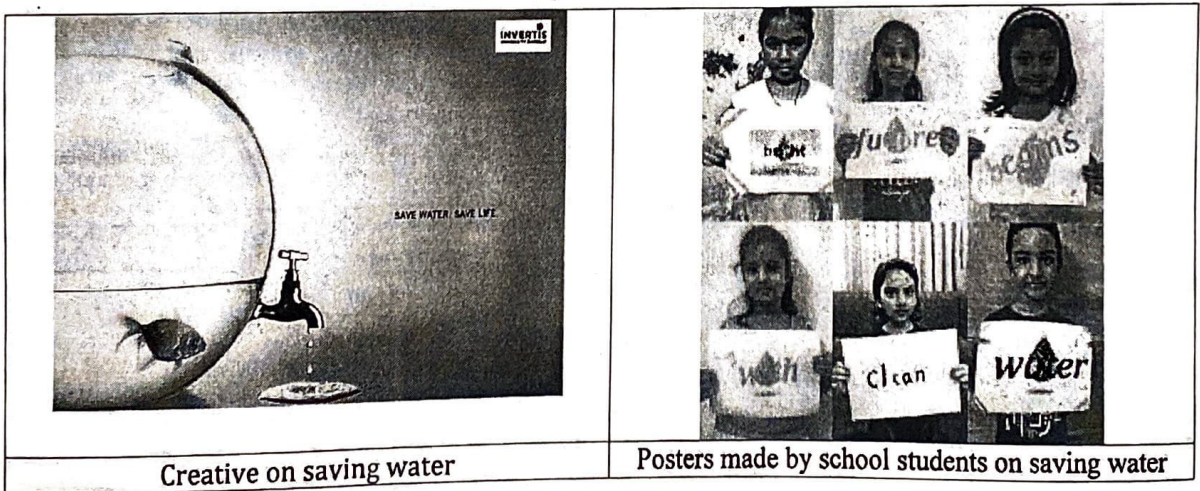 INVERTIS
SAVE WATER. SAVE LIFE.
future
begins
with
clean
water
Creative on saving water
Posters made by school students on saving water